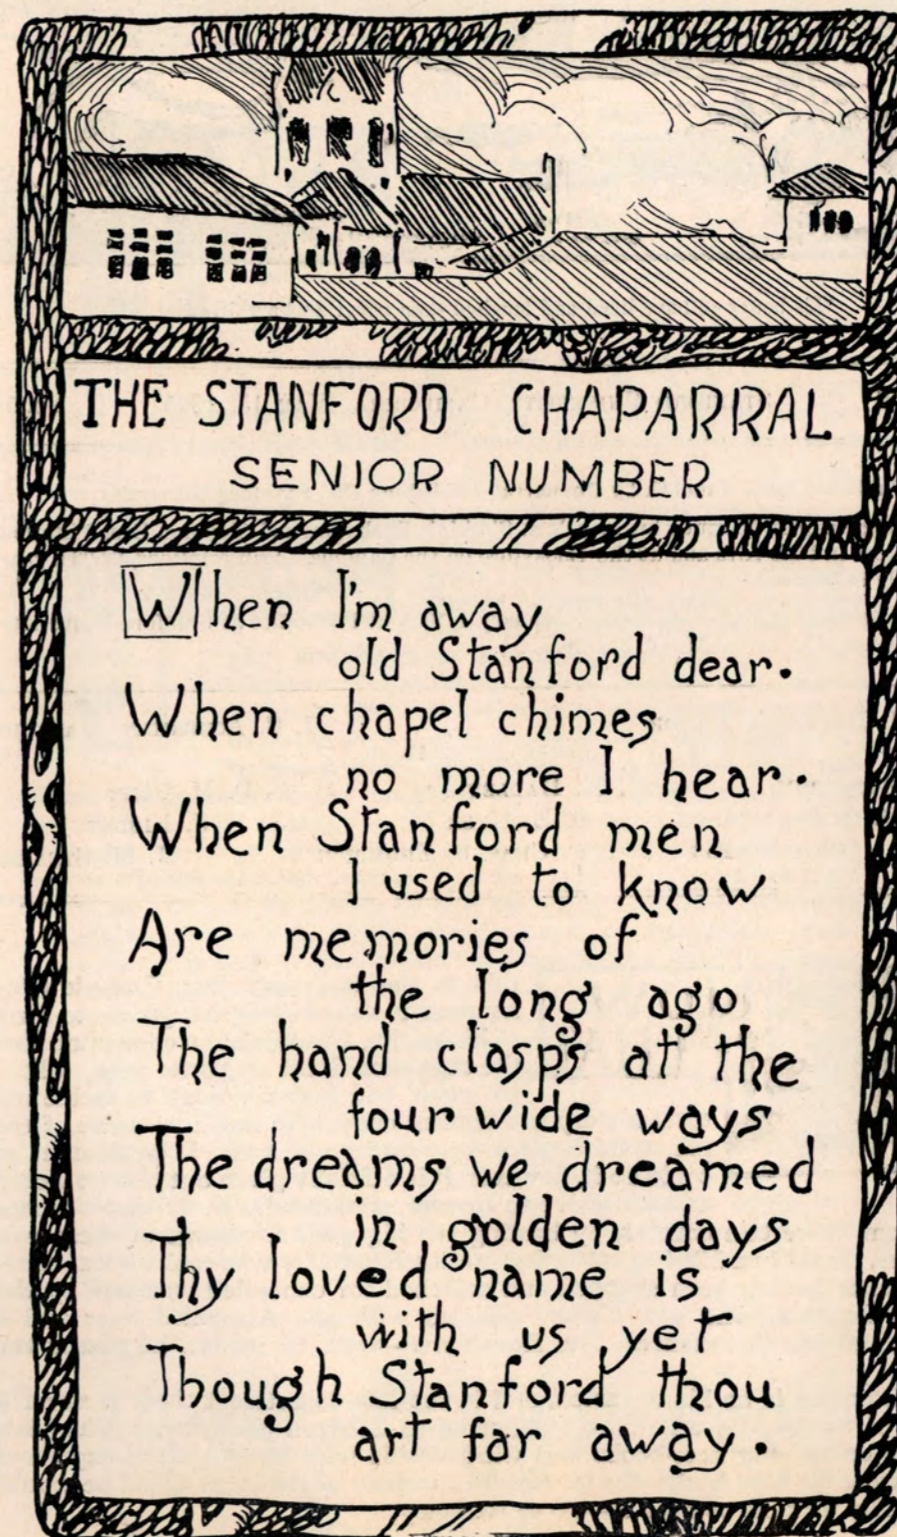 THE STANFORD CHAPARRAL
SENIOR NUMBER
When I'm away
old Stanford dear.
When chapel chimes
no more I hear.
When Stanford men
I used to know
Are memories of
the long ago
The hand clasps at the
four wide ways
The dreams we dreamed
in golden days
Thy loved name is
with us yet
Though Stanford thou
art far away.